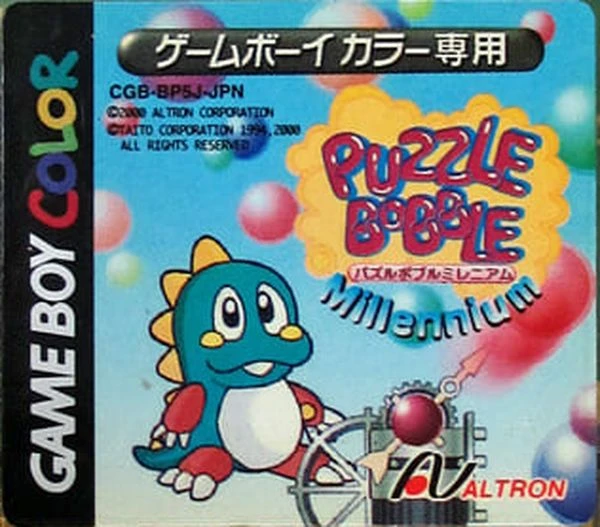 ゲームボーイ カラー専用
CGB-BP5J-JPN
©2000 ALTRON CORPORATION
©TAITO CORPORATION 1994,2000
ALL RIGHTS RESERVED
PUZZLE
BOBBLE
パズルボブルミレニアム
Millennium
GAME BOY COLOR
ALTRON